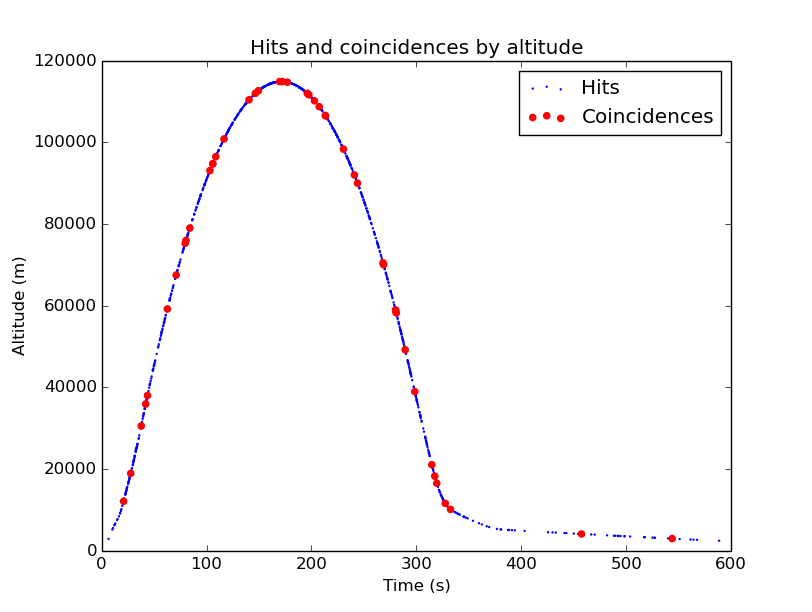 Hits and coincidences by altitude
120000
100000
80000
60000
40000
20000
0
Altitude (m)
Hits
Coincidences
0 100 200 300 400 500 600
Time (s)